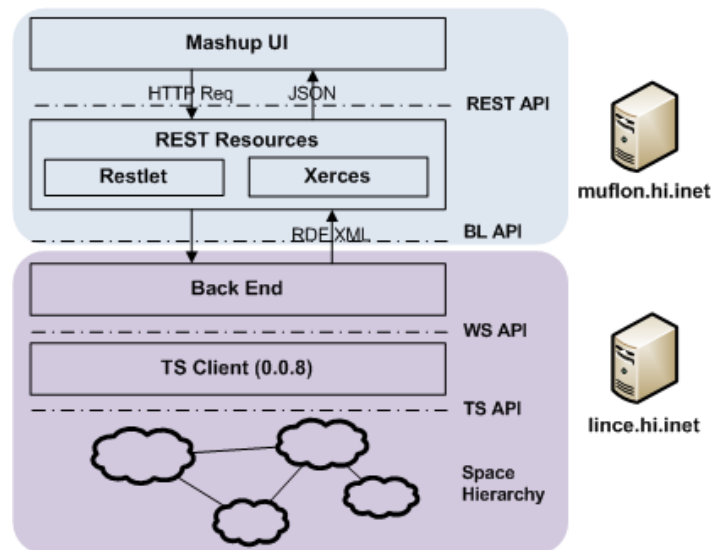 Mashup UI
HTTP Req
JSON
REST API
REST Resources
Restlet
Xerces
muflon.hi.inet
RDF XML
BL API
Back End
WS API
TS Client (0.0.8)
TS API
lince.hi.inet
Space
Hierarchy